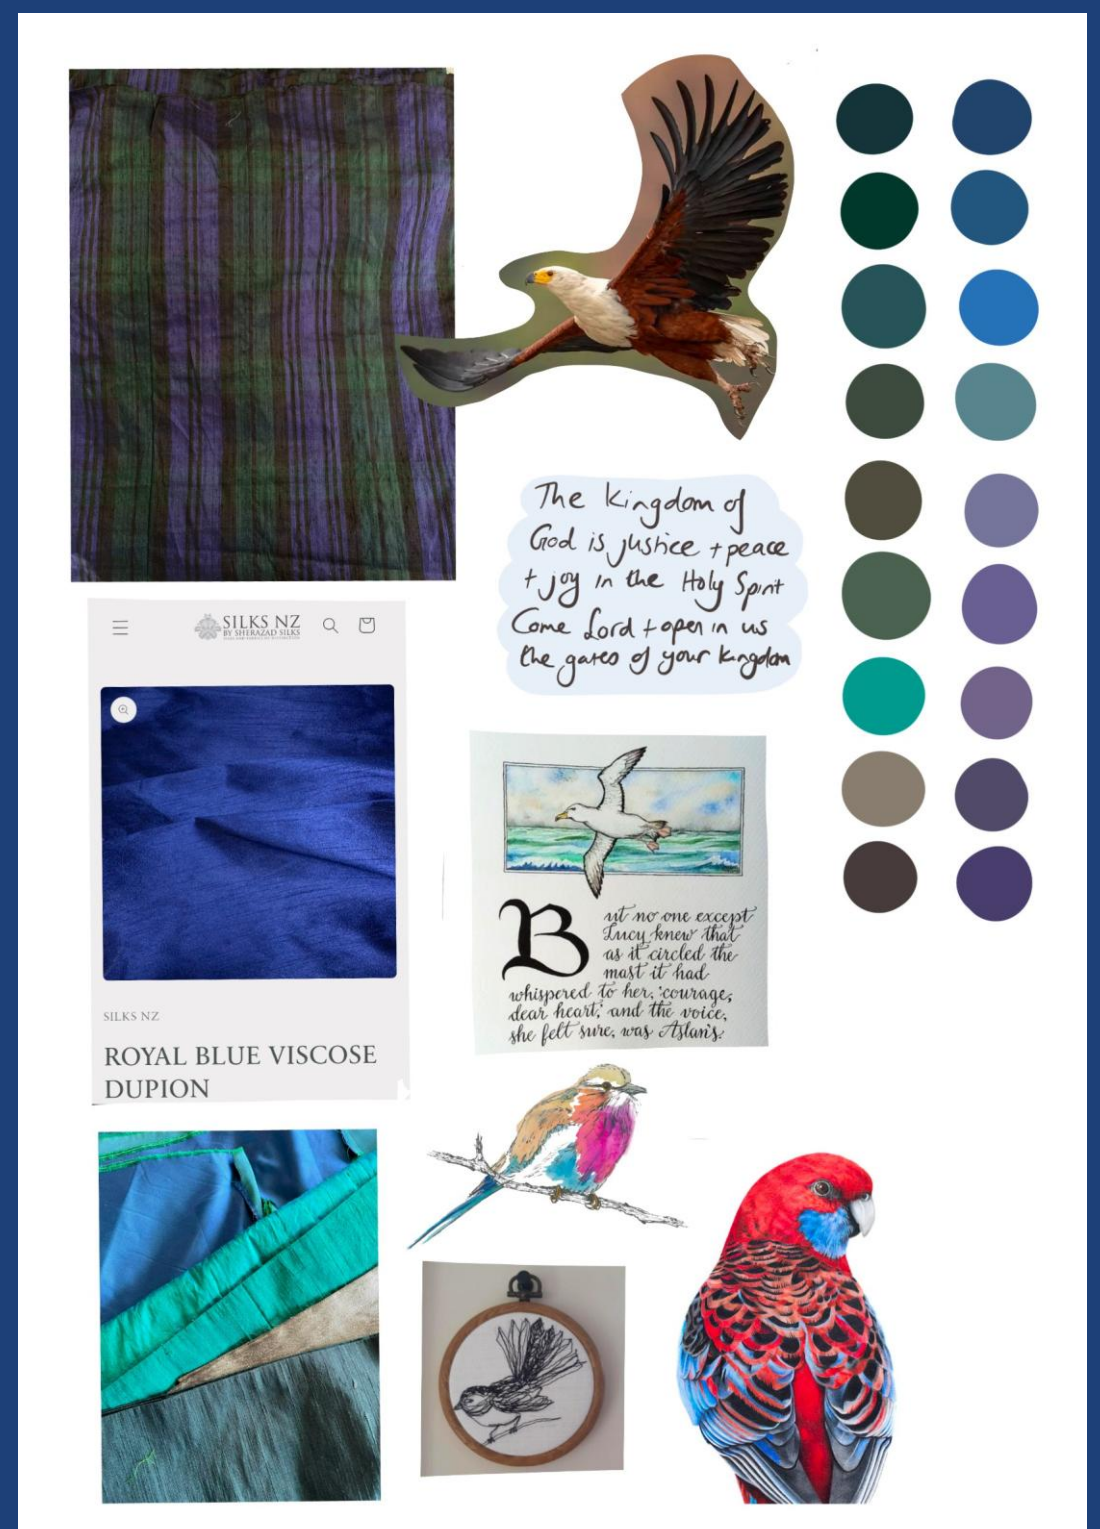 The kingdom of
God is justice + peace
+ joy in the Holy Spirit
Come Lord + open in us
the gates of your kingdom
SILKS NZ
BY SHERAZAD SILKS
SILKS NZ
ROYAL BLUE VISCOSE
DUPION
But no one except
Lucy knew that
as it circled the
mast it had
whispered to her, 'courage,
dear heart,' and the voice,
she felt sure, was Aslan's.